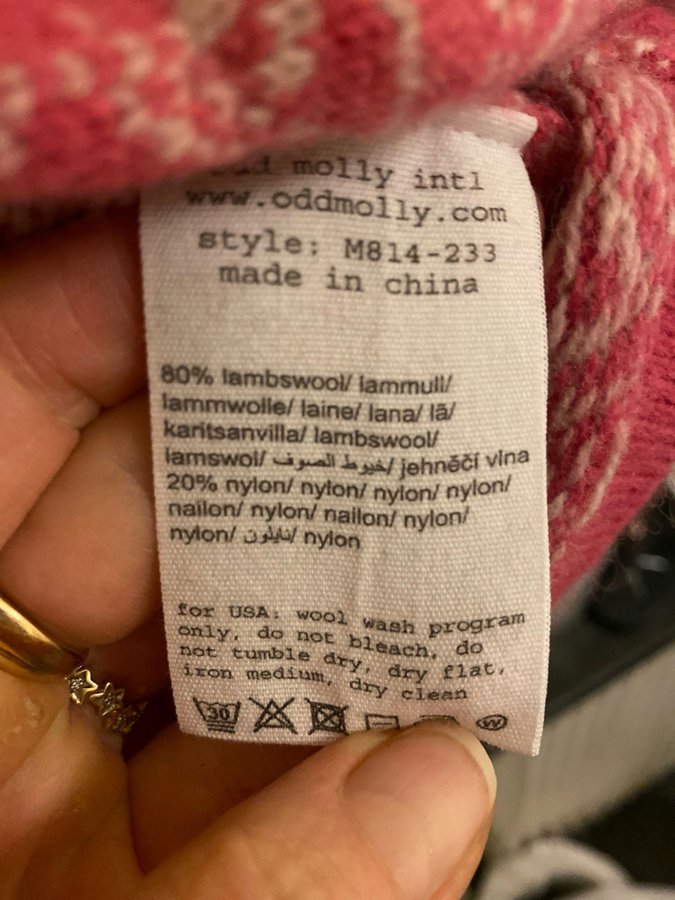 odd molly intl
www.oddmolly.com
style: M814-233
made in china
80% lambswool/ lammull/
lammwolle/ laine/ lana/ lã/
karitsanvilla/ lambswool/
lamswol/ خيوط الصوف/ jehněčí vlna
20% nylon/ nylon/ nylon/ nylon/
nailon/ nylon/ nailon/ nylon/
nylon/ نايلون/ nylon
for USA: wool wash program
only, do not bleach, do
not tumble dry, dry flat,
iron medium, dry clean
30 W